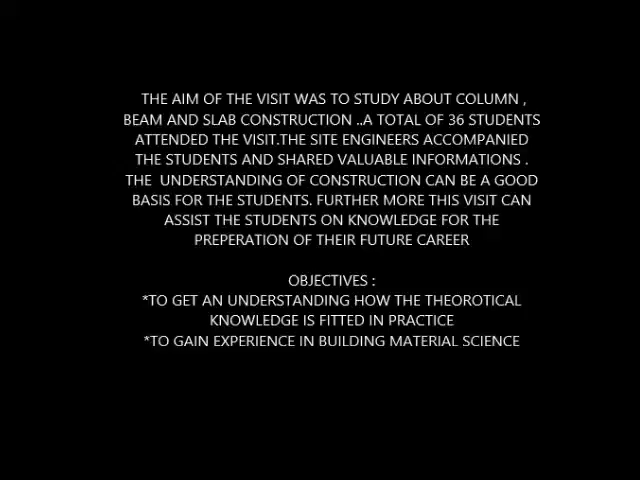 THE AIM OF THE VISIT WAS TO STUDY ABOUT COLUMN ,
BEAM AND SLAB CONSTRUCTION ..A TOTAL OF 36 STUDENTS
ATTENDED THE VISIT.THE SITE ENGINEERS ACCOMPANIED
THE STUDENTS AND SHARED VALUABLE INFORMATIONS .
THE  UNDERSTANDING OF CONSTRUCTION CAN BE A GOOD
BASIS FOR THE STUDENTS. FURTHER MORE THIS VISIT CAN
ASSIST THE STUDENTS ON KNOWLEDGE FOR THE
PREPERATION OF THEIR FUTURE CAREER
OBJECTIVES :
*TO GET AN UNDERSTANDING HOW THE THEOROTICAL
KNOWLEDGE IS FITTED IN PRACTICE
*TO GAIN EXPERIENCE IN BUILDING MATERIAL SCIENCE